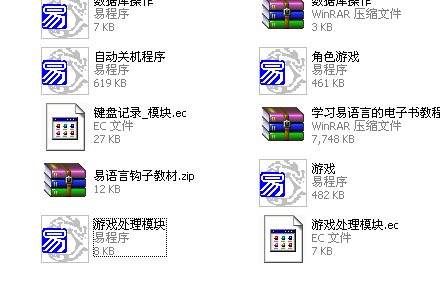 数据库操作
易程序
7 KB
数据库操作
WinRAR 压缩文件
3 KB
自动关机程序
易程序
619 KB
角色游戏
易程序
461 KB
键盘记录_模块.ec
EC 文件
27 KB
学习易语言的电子书教程
WinRAR 压缩文件
7,748 KB
易语言钩子教材.zip
12 KB
游戏
易程序
482 KB
游戏处理模块
易程序
8 KB
游戏处理模块.ec
EC 文件
7 KB